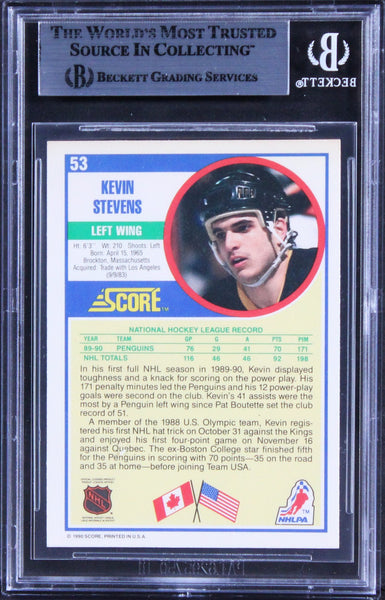 THE WORLD'S MOST TRUSTED
SOURCE IN COLLECTING™
BECKETT GRADING SERVICES
BECKETT®
53
KEVIN
STEVENS
LEFT WING
Ht. 6'3" Wt. 210 Shoots: Left
Born: April 15, 1965
Brockton, Massachusetts
Acquired: Trade with Los Angeles
(9/9/83)
SCORE™
NATIONAL HOCKEY LEAGUE RECORD
YEAR TEAM GP G A PTS PIM
89-90 PENGUINS 76 29 41 70 171
NHL TOTALS 116 46 46 92 198
In his first full NHL season in 1989-90, Kevin displayed
toughness and a knack for scoring on the power play. His
171 penalty minutes led the Penguins and his 12 power-play
goals were second on the club. Kevin's 41 assists were the
most by a Penguin left wing since Pat Boutette set the club
record of 51.
A member of the 1988 U.S. Olympic team, Kevin regis-
tered his first NHL hat trick on October 31 against the Kings
and enjoyed his first four-point game on November 16
against Quebec. The ex-Boston College star finished fifth
for the Penguins in scoring with 70 points—35 on the road
and 35 at home—before joining Team USA.
NHL
NHLPA
© 1990 SCORE, PRINTED IN U.S.A.